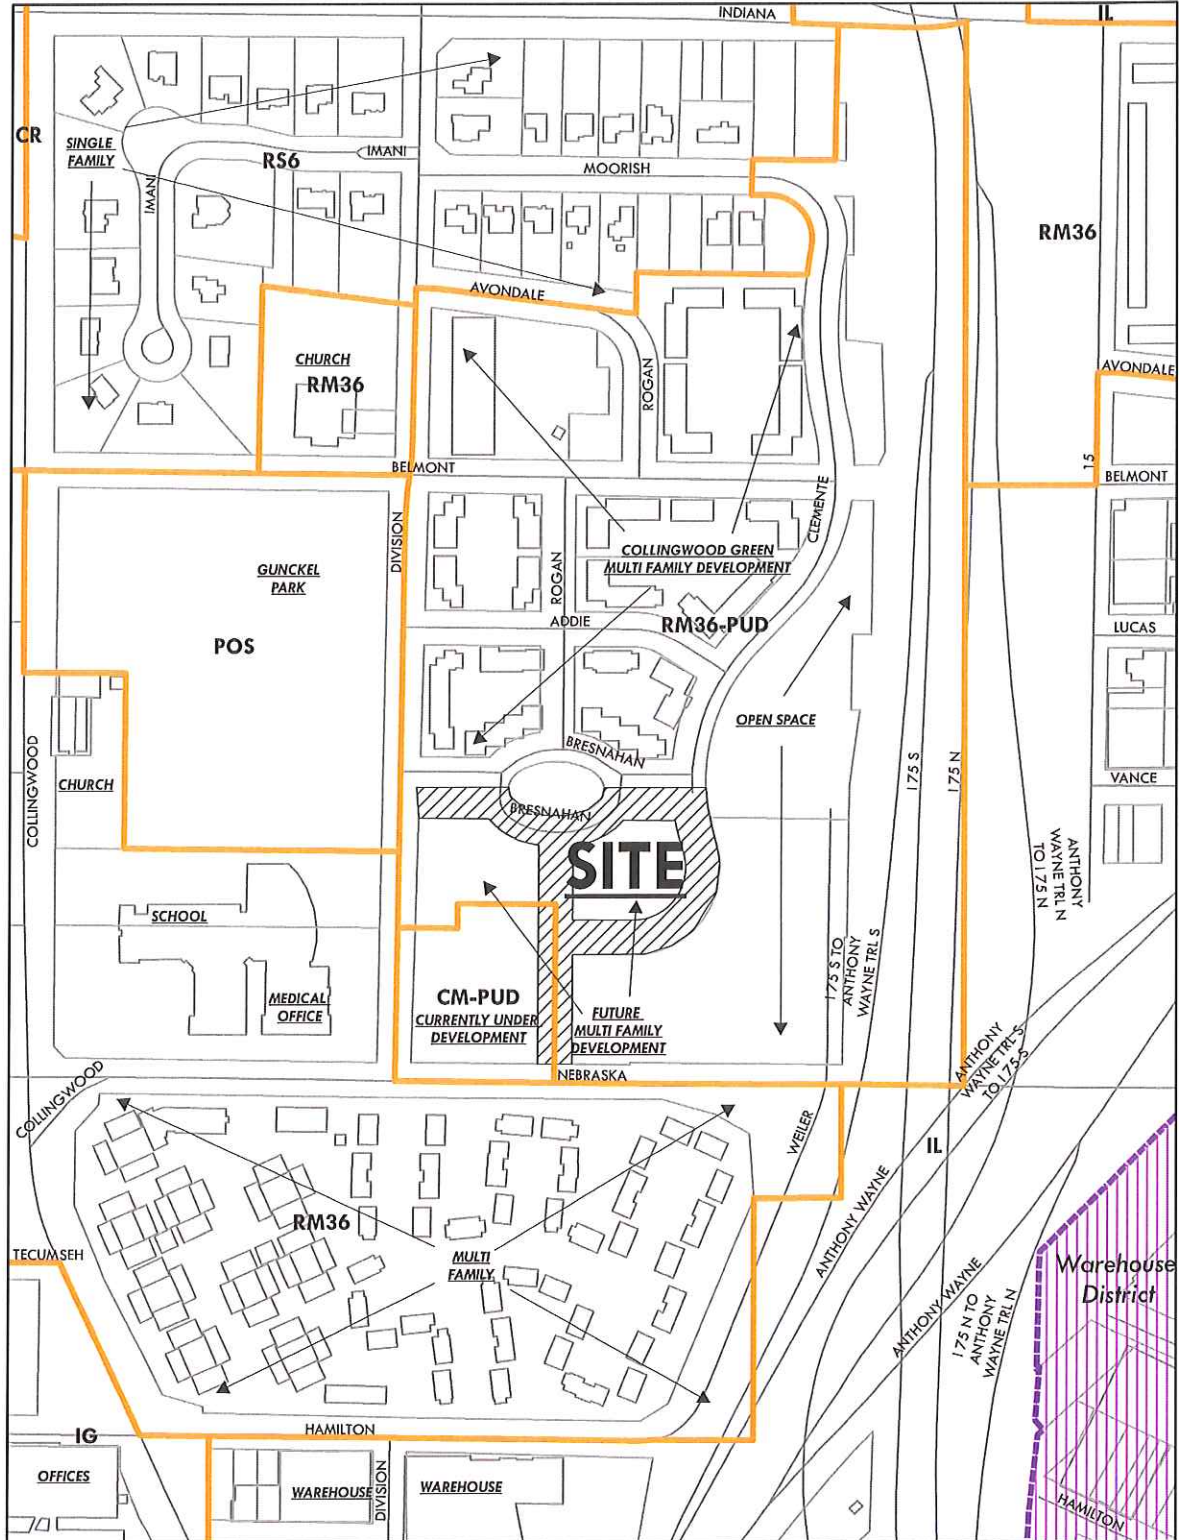 INDIANA
IL
CR
SINGLE
FAMILY
RS6
IMANI
IMANI
MOORISH
RM36
AVONDALE
CHURCH
RM36
ROGAN
AVONDALE
BELMONT
15
BELMONT
CLEMENTE
DIVISION
GUNCKEL
PARK
COLLINGWOOD GREEN
MULTI FAMILY DEVELOPMENT
ROGAN
ADDIE
RM36-PUD
LUCAS
POS
OPEN SPACE
COLLINGWOOD
BRESNAHAN
I 75 S
I 75 N
CHURCH
VANCE
BRESNAHAN
SITE
ANTHONY
WAYNE TRL N
TO I 75 N
SCHOOL
I 75 S TO
ANTHONY
WAYNE TRL S
MEDICAL
OFFICE
CM-PUD
CURRENTLY UNDER
DEVELOPMENT
FUTURE
MULTI FAMILY
DEVELOPMENT
NEBRASKA
ANTHONY
WAYNE TRL S
TO I 75 S
COLLINGWOOD
WEILER
IL
RM36
ANTHONY WAYNE
TECUMSEH
MULTI
FAMILY
Warehouse
District
ANTHONY WAYNE
I 75 N TO
ANTHONY
WAYNE TRL N
HAMILTON
IG
OFFICES
WAREHOUSE
DIVISION
WAREHOUSE
HAMILTON